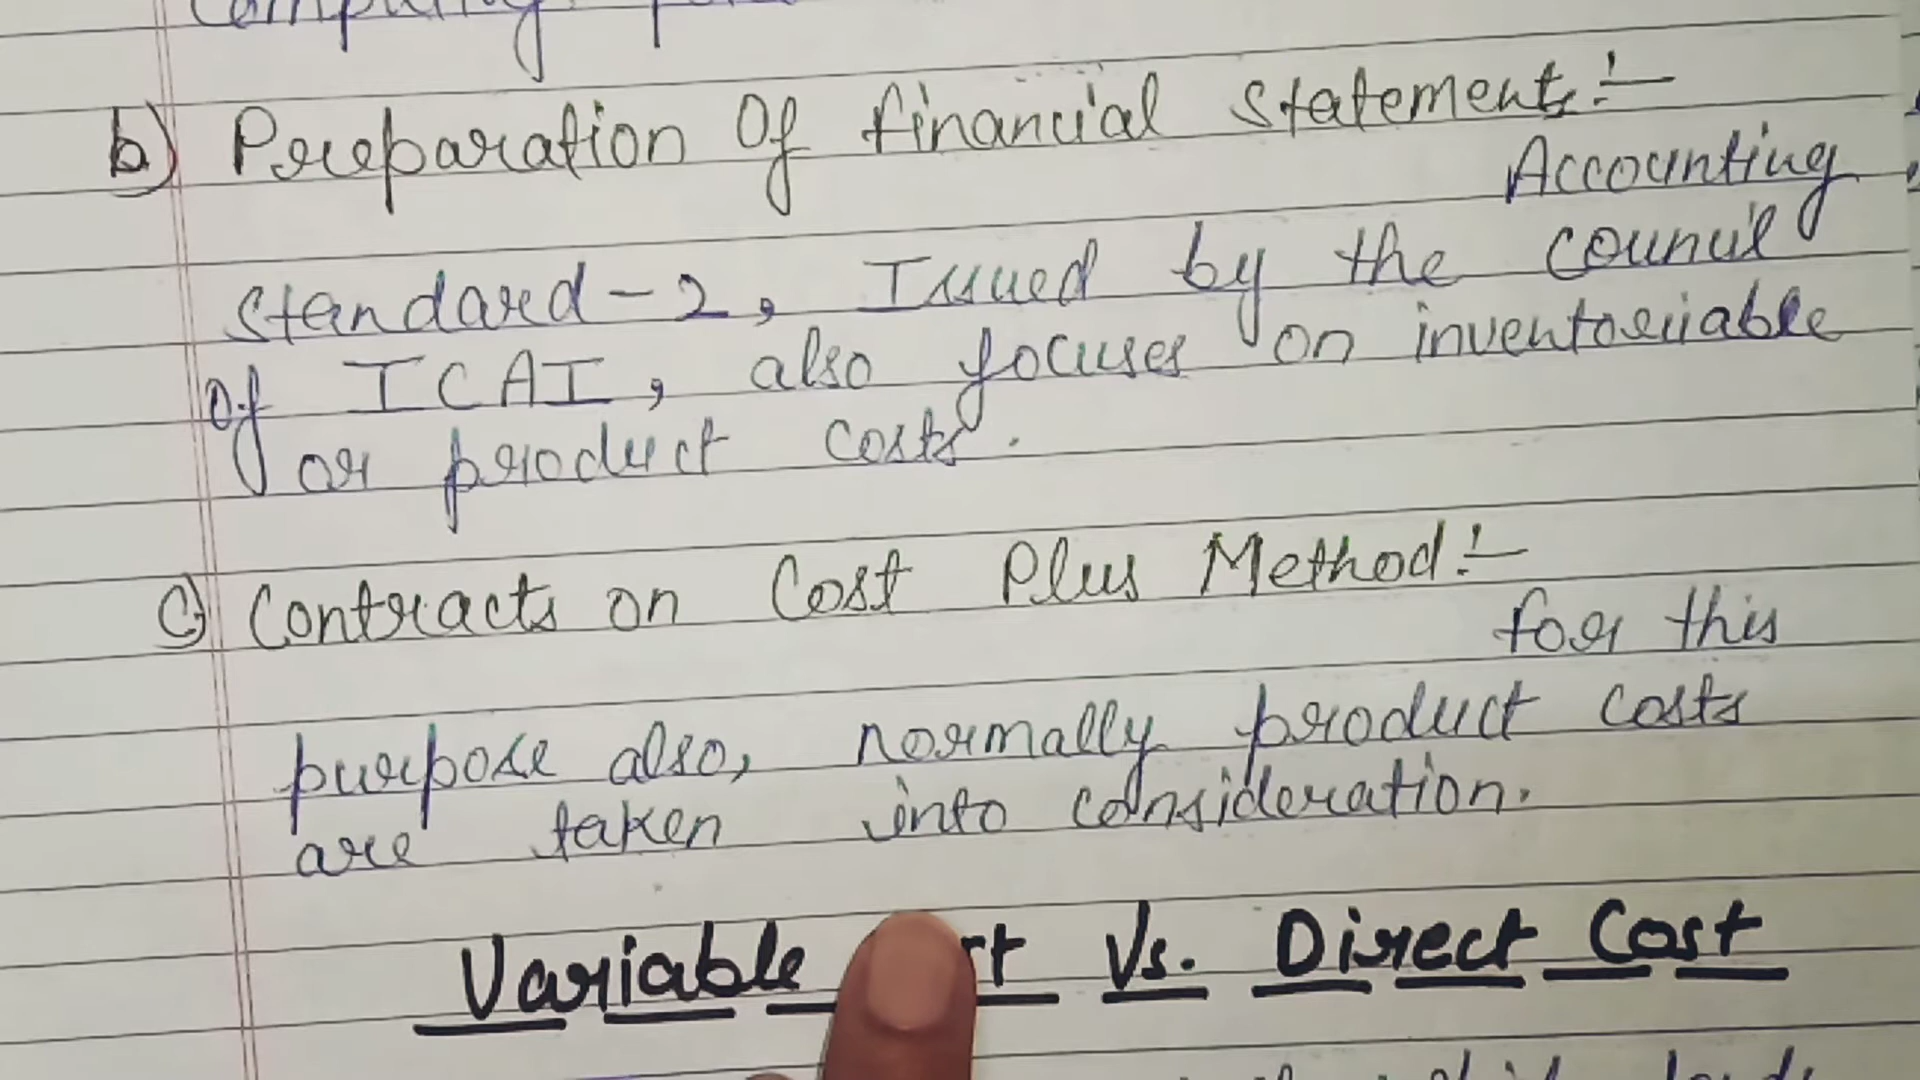 b) Preparation Of financial statements:-
Accounting
standard-2, Issued by the council
of ICAI, also focuses on inventoriable
or product costs.
c) Contracts on Cost Plus Method:-
for this
purpose also, normally product costs
are taken into consideration.
Variable Vs. Direct Cost